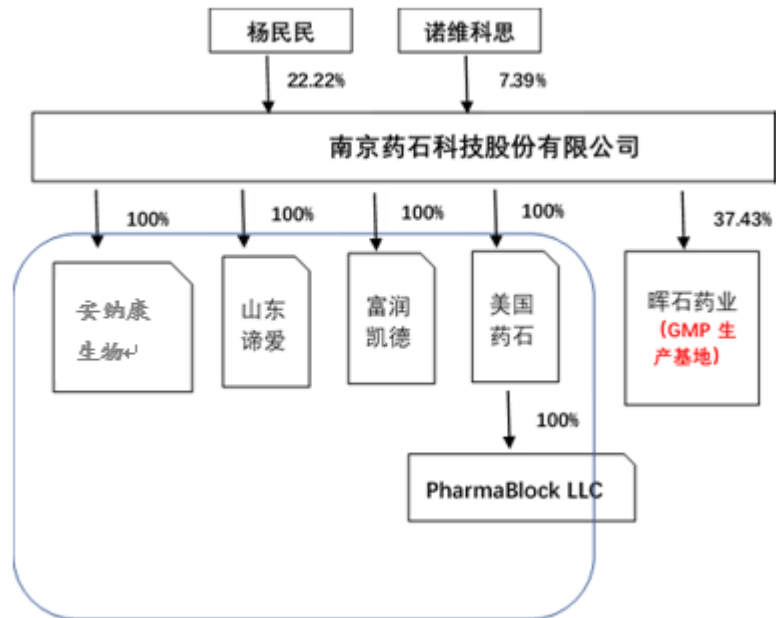 杨民民
诺维科思
22.22%
7.39%
南京药石科技股份有限公司
100%
100%
100%
100%
37.43%
安纳康
生物↵
山东
谛爱
富润
凯德
美国
药石
晖石药业
（GMP 生
产基地）
100%
PharmaBlock LLC